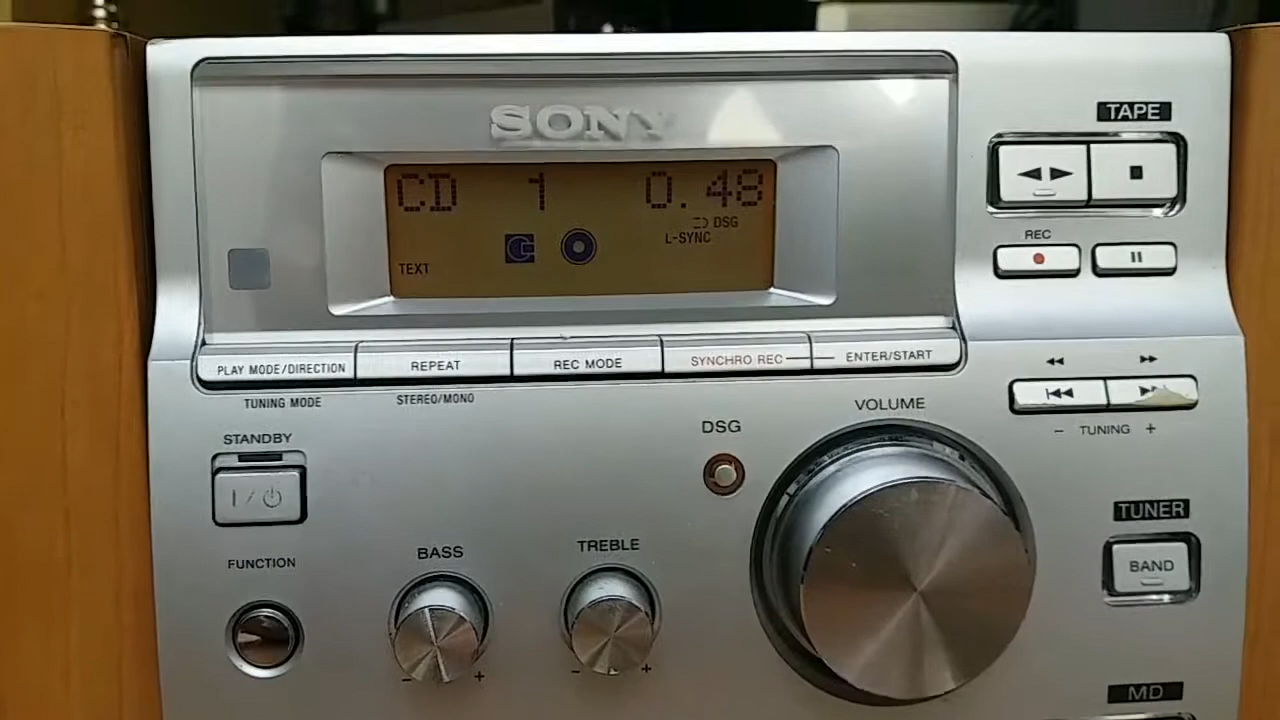 SONY
TAPE
CD 1 0.48
DSG
L-SYNC
TEXT
REC
PLAY MODE/DIRECTION
REPEAT
REC MODE
SYNCHRO REC
ENTER/START
TUNING MODE
STEREO/MONO
VOLUME
– TUNING +
STANDBY
I /
DSG
TUNER
BAND
FUNCTION
BASS
TREBLE
– +
– +
MD